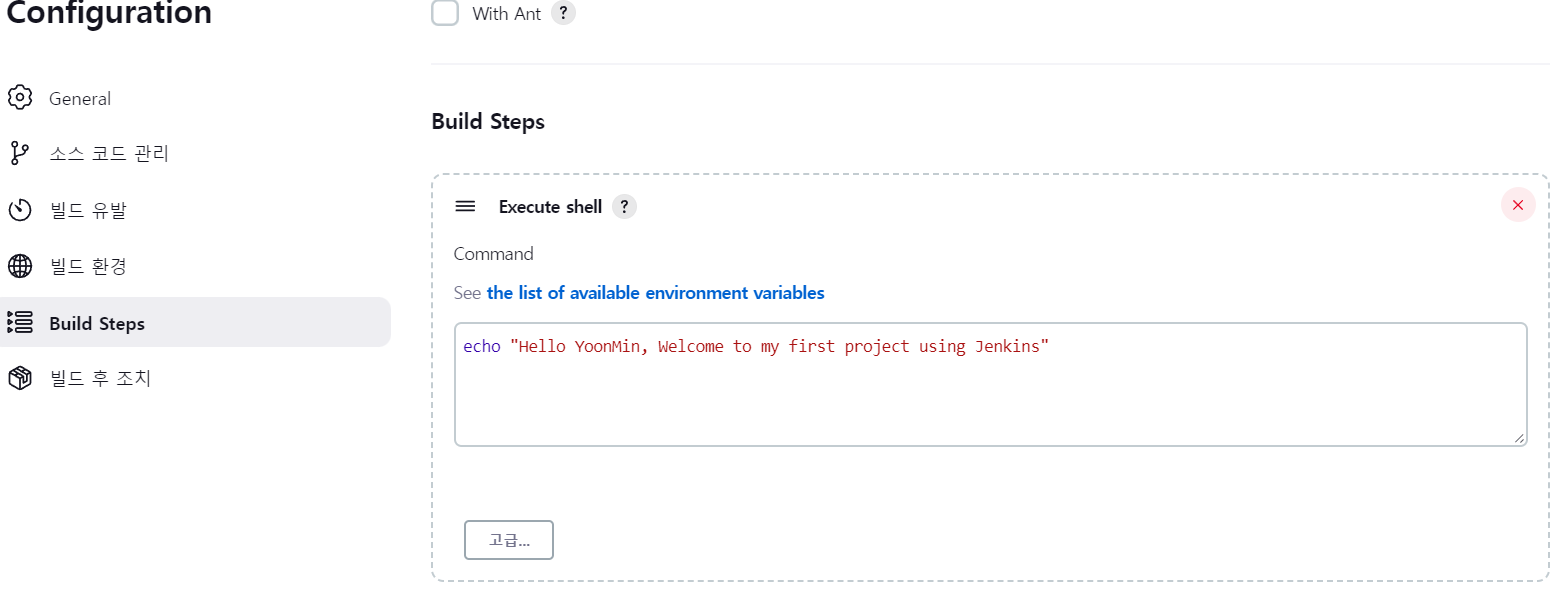 Configuration
General
소스 코드 관리
빌드 유발
빌드 환경
Build Steps
빌드 후 조치
With Ant ?
Build Steps
Execute shell ?
Command
See the list of available environment variables
echo "Hello YoonMin, Welcome to my first project using Jenkins"
고급...